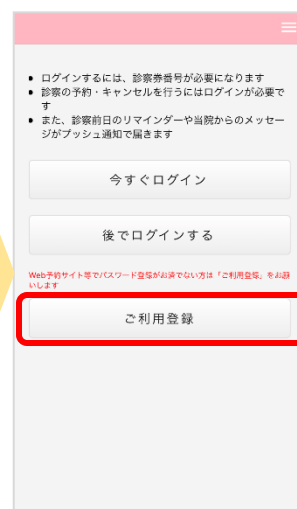 ● ログインするには、診察券番号が必要になります
● 診察の予約・キャンセルを行うにはログインが必要で
す
● また、診察前日のリマインダーや当院からのメッセー
ジがプッシュ通知で届きます
今すぐログイン
後でログインする
Web予約サイト等でパスワード登録がお済でない方は「ご利用登録」をお願
いします
ご利用登録